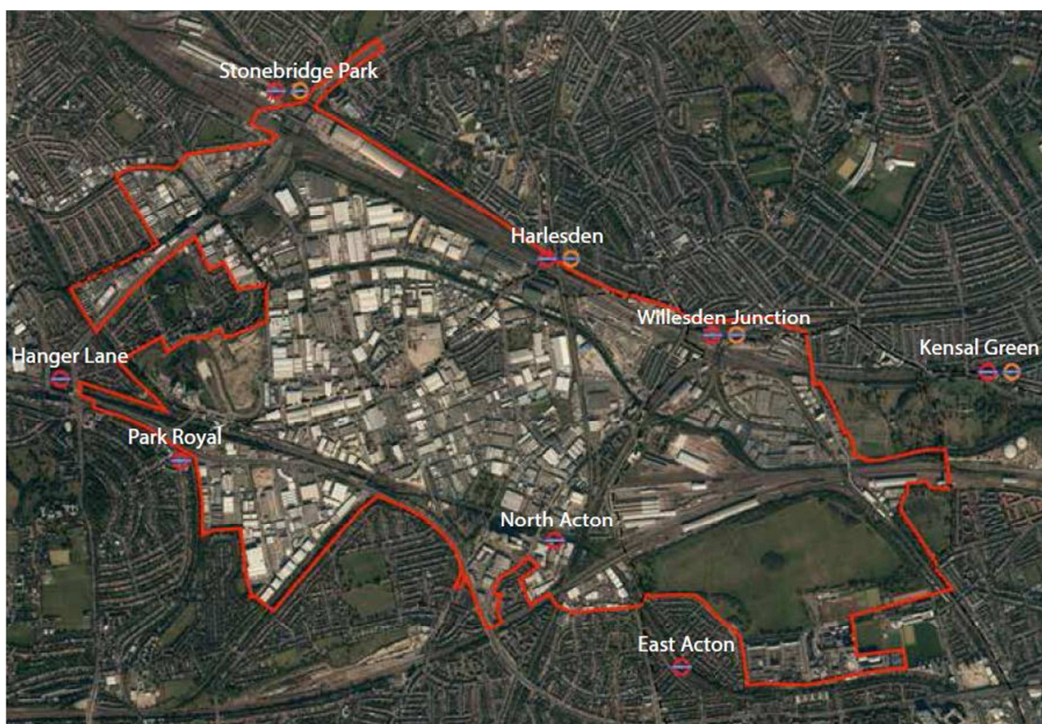 Stonebridge Park
Harlesden
Willesden Junction
Kensal Green
Hanger Lane
Park Royal
North Acton
East Acton